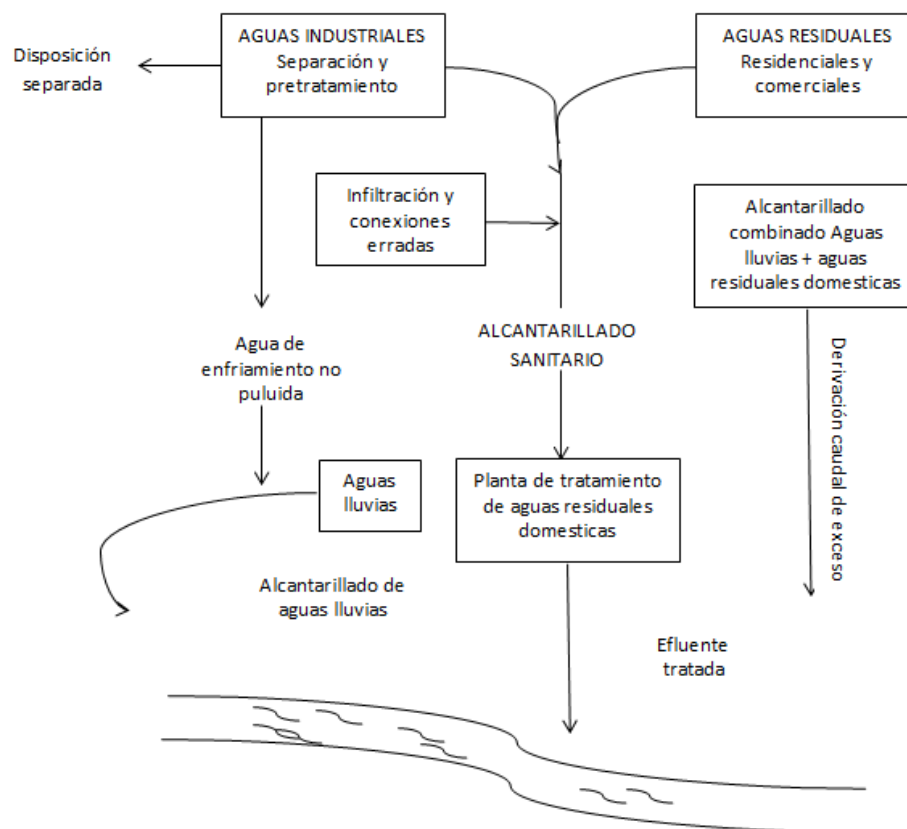 AGUAS INDUSTRIALES
Separación y
pretratamiento
AGUAS RESIDUALES
Residenciales y
comerciales
Disposición
separada
Infiltración y
conexiones
erradas
Alcantarillado
combinado Aguas
lluvias + aguas
residuales domesticas
Agua de
enfriamiento no
puluida
ALCANTARILLADO
SANITARIO
Derivación caudal de exceso
Aguas
lluvias
Planta de tratamiento
de aguas residuales
domesticas
Alcantarillado de
aguas lluvias
Efluente
tratada